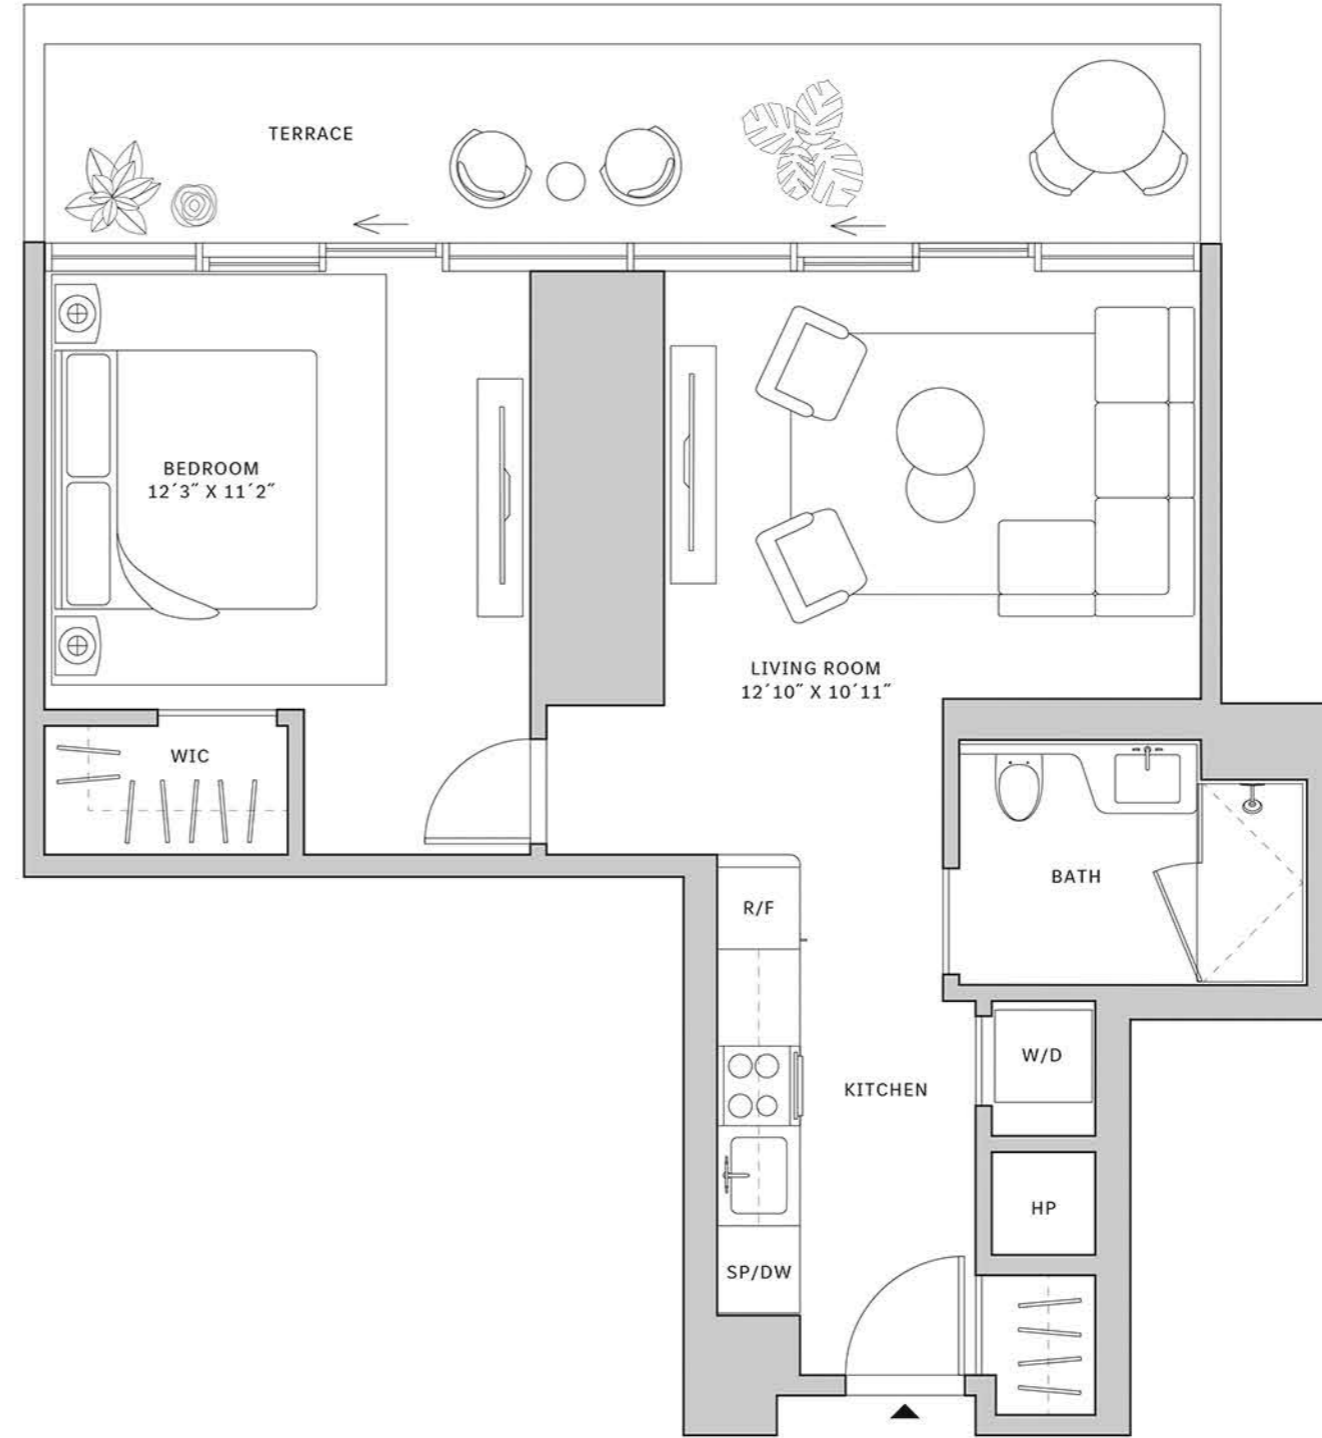 TERRACE
BEDROOM
12´3˝ X 11´2˝
LIVING ROOM
12´10˝ X 10´11˝
WIC
BATH
R/F
W/D
KITCHEN
HP
SP/DW